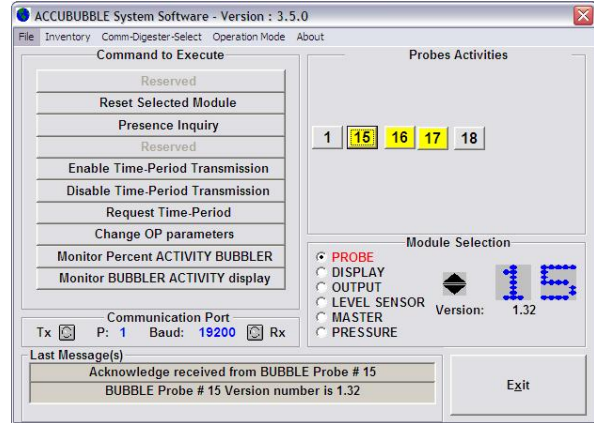 ACCUBUBBLE System Software - Version : 3.5.0
File Inventory Comm-Digester-Select Operation Mode About
Command to Execute
Reserved
Reset Selected Module
Presence Inquiry
Reserved
Enable Time-Period Transmission
Disable Time-Period Transmission
Request Time-Period
Change OP parameters
Monitor Percent ACTIVITY BUBBLER
Monitor BUBBLER ACTIVITY display
Communication Port
Tx P: 1 Baud: 19200 Rx
Probes Activities
1 15 16 17 18
Module Selection
PROBE
DISPLAY
OUTPUT
LEVEL SENSOR
MASTER
PRESSURE
15
Version: 1.32
Last Message(s)
Acknowledge received from BUBBLE Probe # 15
BUBBLE Probe # 15 Version number is 1.32
Exit